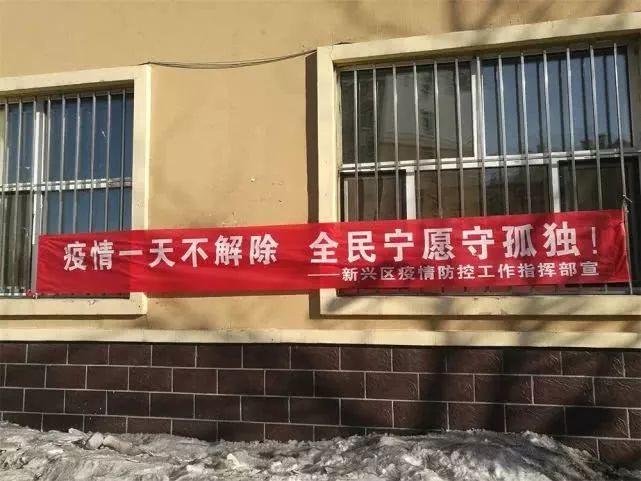 疫情一天不解除 全民宁愿守孤独!
——新兴区疫情防控工作指挥部宣